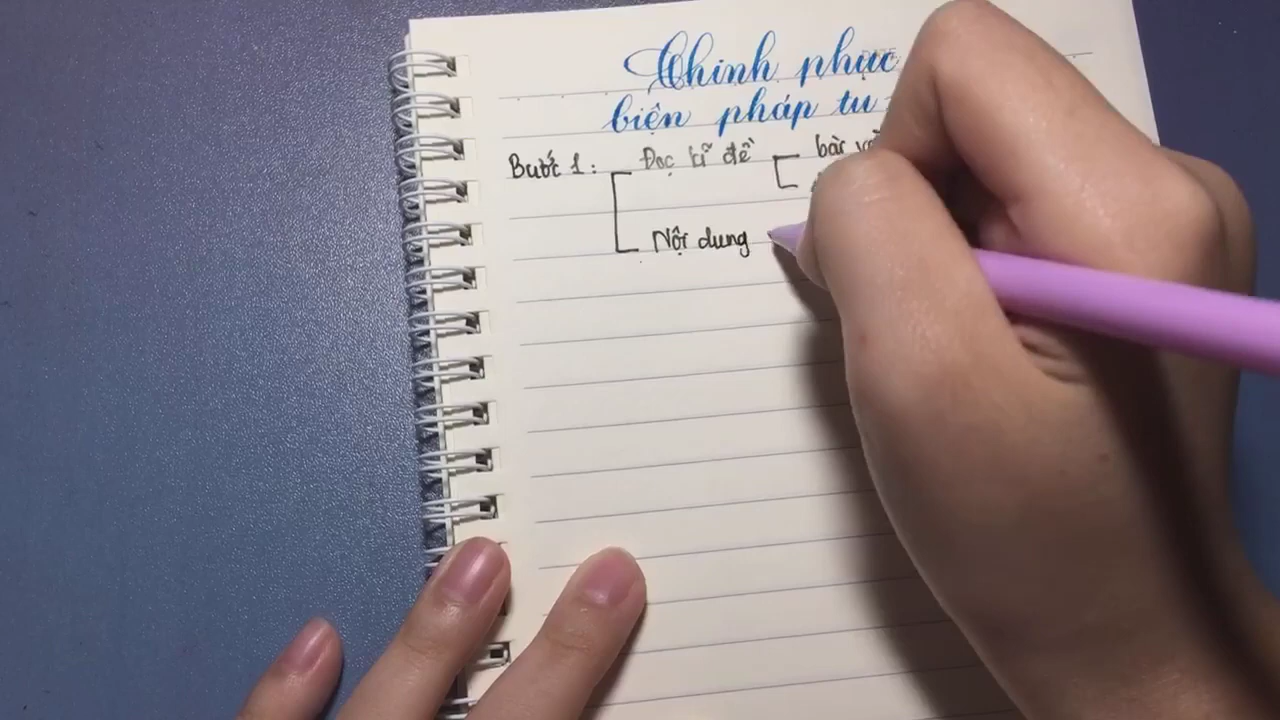 Chinh phục
biện pháp tu
Bước 1: Đọc kĩ đề bài
Nội dung